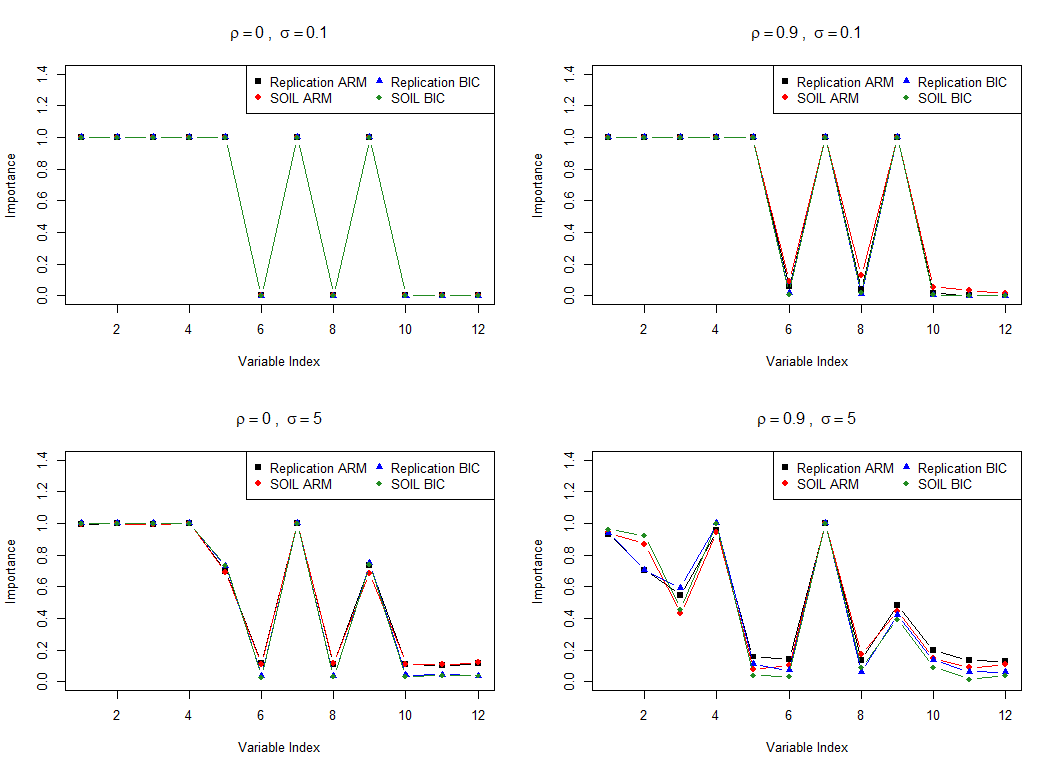 ρ = 0 , σ = 0.1
Replication ARM Replication BIC
SOIL ARM SOIL BIC
Importance
0.0 0.2 0.4 0.6 0.8 1.0 1.2 1.4
2 4 6 8 10 12
Variable Index
ρ = 0.9 , σ = 0.1
Replication ARM Replication BIC
SOIL ARM SOIL BIC
Importance
0.0 0.2 0.4 0.6 0.8 1.0 1.2 1.4
2 4 6 8 10 12
Variable Index
ρ = 0 , σ = 5
Replication ARM Replication BIC
SOIL ARM SOIL BIC
Importance
0.0 0.2 0.4 0.6 0.8 1.0 1.2 1.4
2 4 6 8 10 12
Variable Index
ρ = 0.9 , σ = 5
Replication ARM Replication BIC
SOIL ARM SOIL BIC
Importance
0.0 0.2 0.4 0.6 0.8 1.0 1.2 1.4
2 4 6 8 10 12
Variable Index